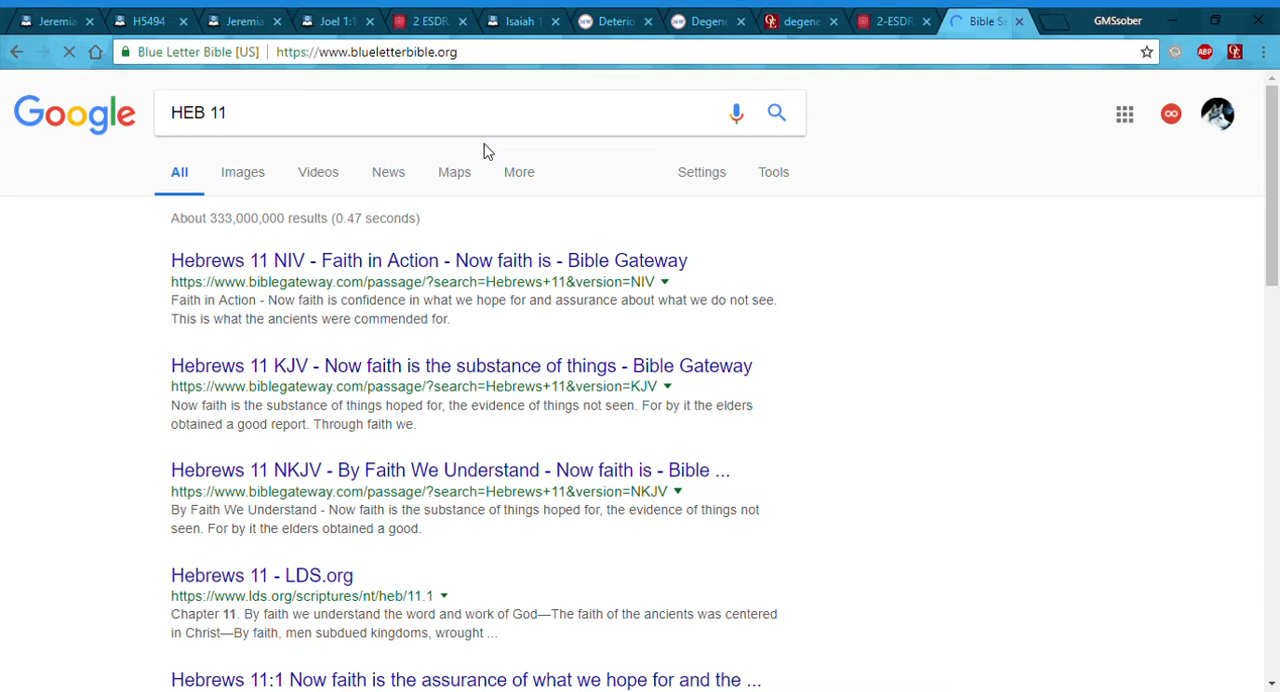 Jeremia H5494 - Jeremia Joel 1:1 2 ESDR Isaiah 1 Deterio Degene degene 2-ESDR Bible Se GMSsober
Blue Letter Bible [US] https://www.blueletterbible.org ABP
Google HEB 11
All Images Videos News Maps More Settings Tools
About 333,000,000 results (0.47 seconds)
Hebrews 11 NIV - Faith in Action - Now faith is - Bible Gateway
https://www.biblegateway.com/passage/?search=Hebrews+11&version=NIV
Faith in Action - Now faith is confidence in what we hope for and assurance about what we do not see.
This is what the ancients were commended for.
Hebrews 11 KJV - Now faith is the substance of things - Bible Gateway
https://www.biblegateway.com/passage/?search=Hebrews+11&version=KJV
Now faith is the substance of things hoped for, the evidence of things not seen. For by it the elders
obtained a good report. Through faith we.
Hebrews 11 NKJV - By Faith We Understand - Now faith is - Bible ...
https://www.biblegateway.com/passage/?search=Hebrews+11&version=NKJV
By Faith We Understand - Now faith is the substance of things hoped for, the evidence of things not
seen. For by it the elders obtained a good.
Hebrews 11 - LDS.org
https://www.lds.org/scriptures/nt/heb/11.1
Chapter 11. By faith we understand the word and work of God—The faith of the ancients was centered
in Christ—By faith, men subdued kingdoms, wrought ...
Hebrews 11:1 Now faith is the assurance of what we hope for and the ...